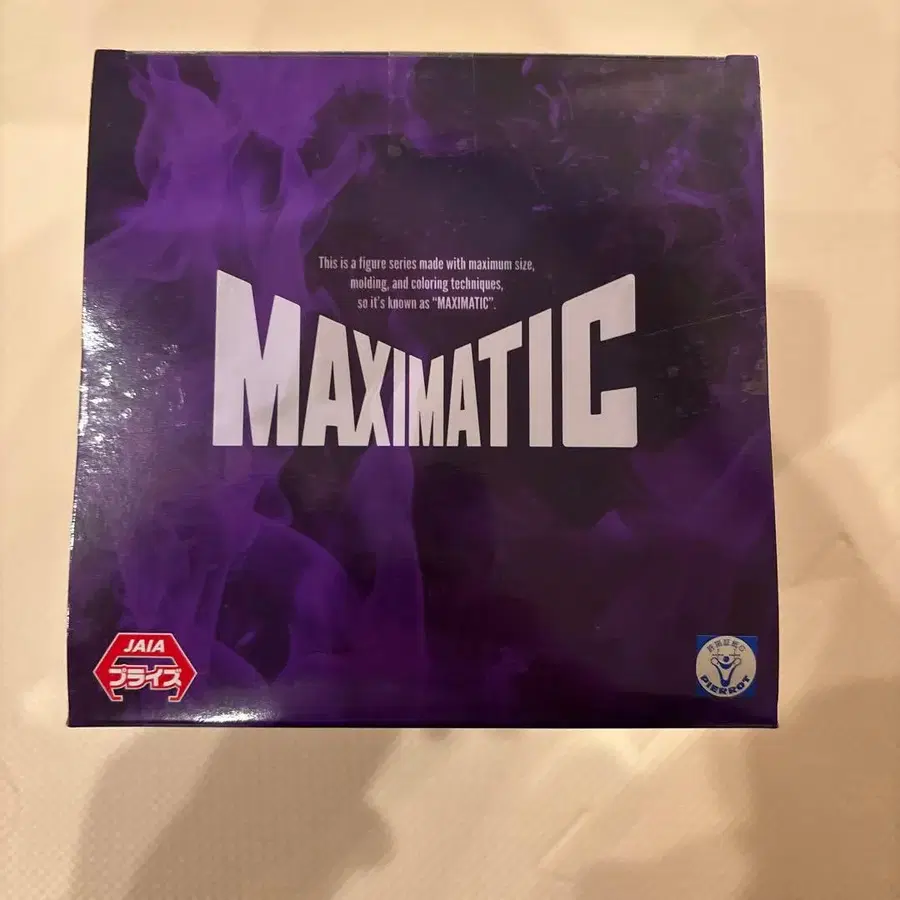 This is a figure series made with maximum size,
molding, and coloring techniques,
so it's known as "MAXIMATIC".
MAXIMATIC
JAIA
プライズ
PIERROT